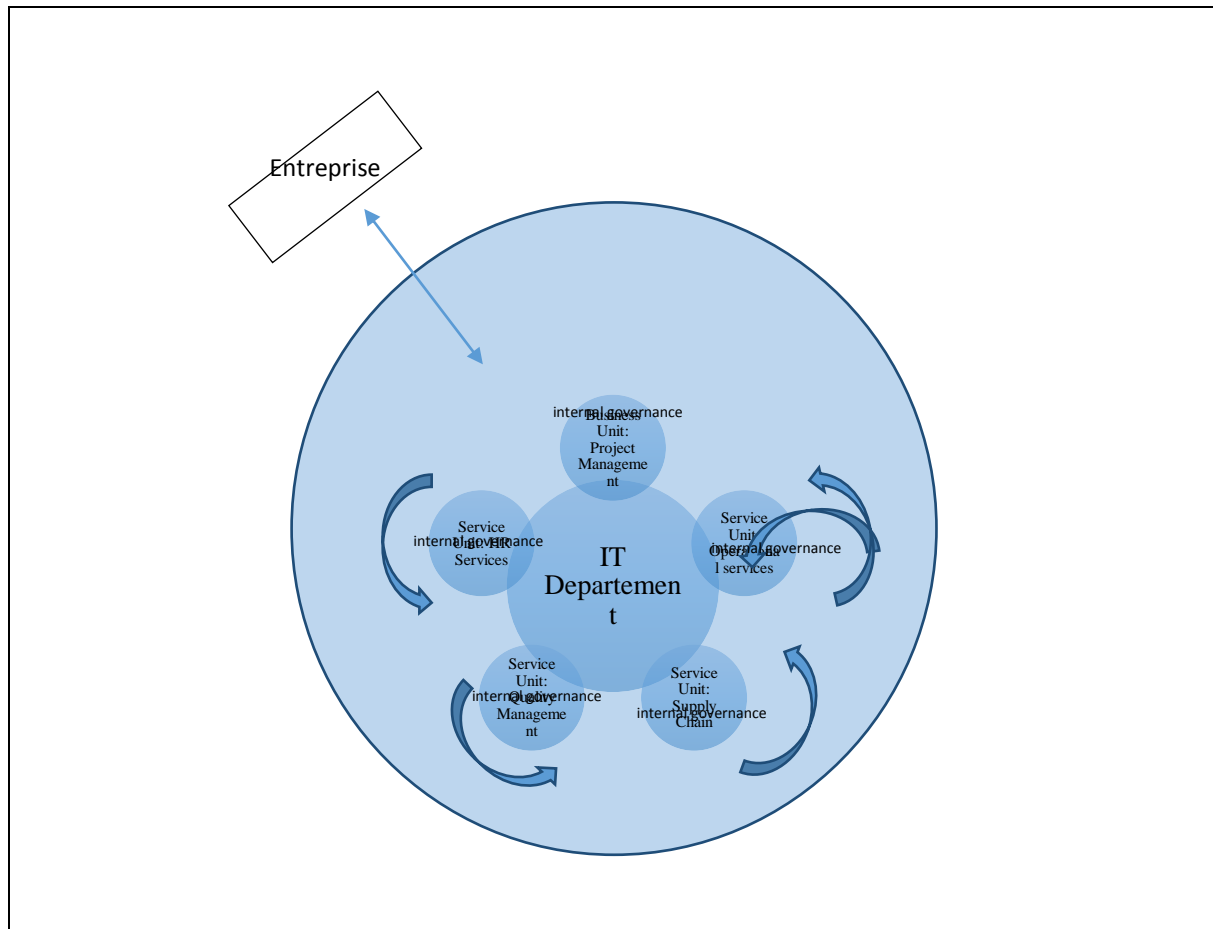 Entreprise
internal governance
Business
Unit:
Project
Manageme
nt
Service
Unit: HR
Services
internal governance
Service
Unit:
Operationa
l services
internal governance
IT
Departemen
t
Service
Unit:
Quality
Manageme
nt
internal governance
Service
Unit:
Supply
Chain
internal governance